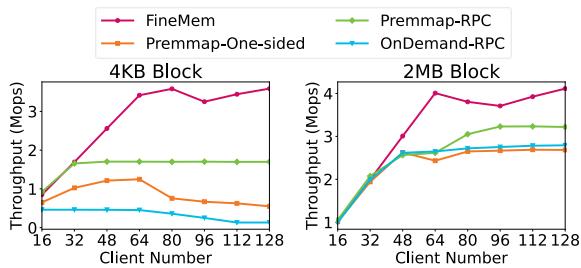 FineMem
Premmap-RPC
Premmap-One-sided
OnDemand-RPC
4KB Block
2MB Block
Throughput (Mops)
3
2
1
0
16 32 48 64 80 96 112 128
Client Number
Throughput (Mops)
4
3
2
1
16 32 48 64 80 96 112 128
Client Number